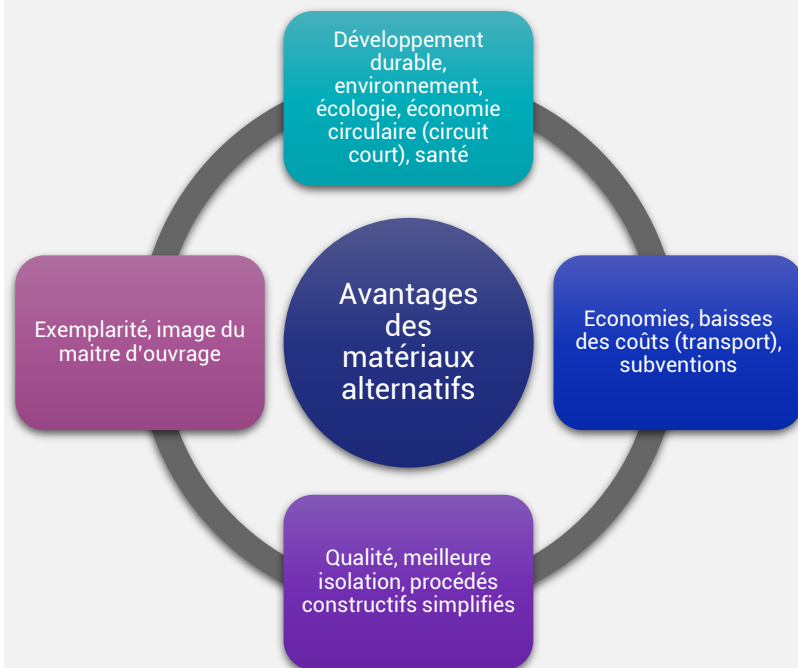 Développement
durable,
environnement,
écologie, économie
circulaire (circuit
court), santé
Avantages
des
matériaux
alternatifs
Economies, baisses
des coûts (transport),
subventions
Qualité, meilleure
isolation, procédés
constructifs simplifiés
Exemplarité, image du
maitre d'ouvrage